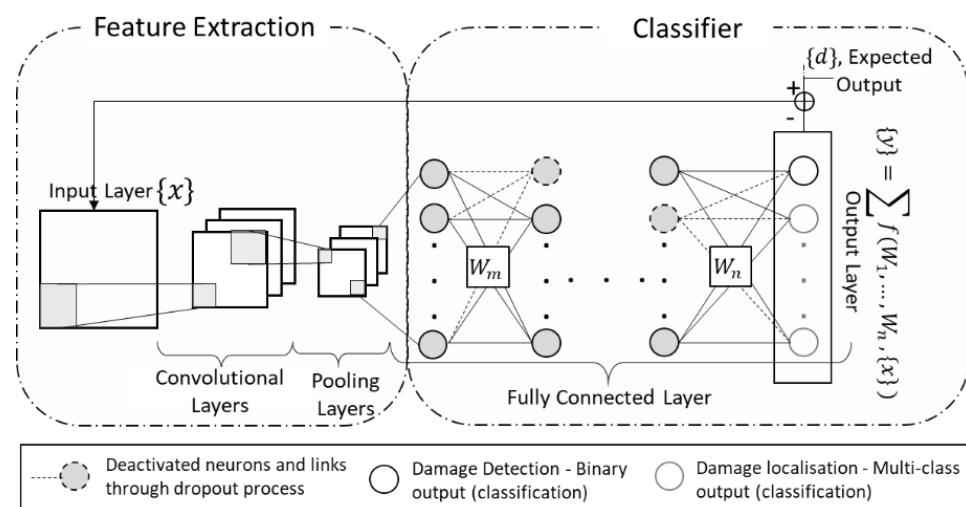 Feature Extraction
Classifier
{d}, Expected
Output
+
-
Input Layer {x}
W_m
W_n
Output Layer
{y} = ∑ f(W_1, ..., W_n, {x})
Convolutional
Layers
Pooling
Layers
Fully Connected Layer
Deactivated neurons and links
through dropout process
Damage Detection - Binary
output (classification)
Damage localisation - Multi-class
output (classification)